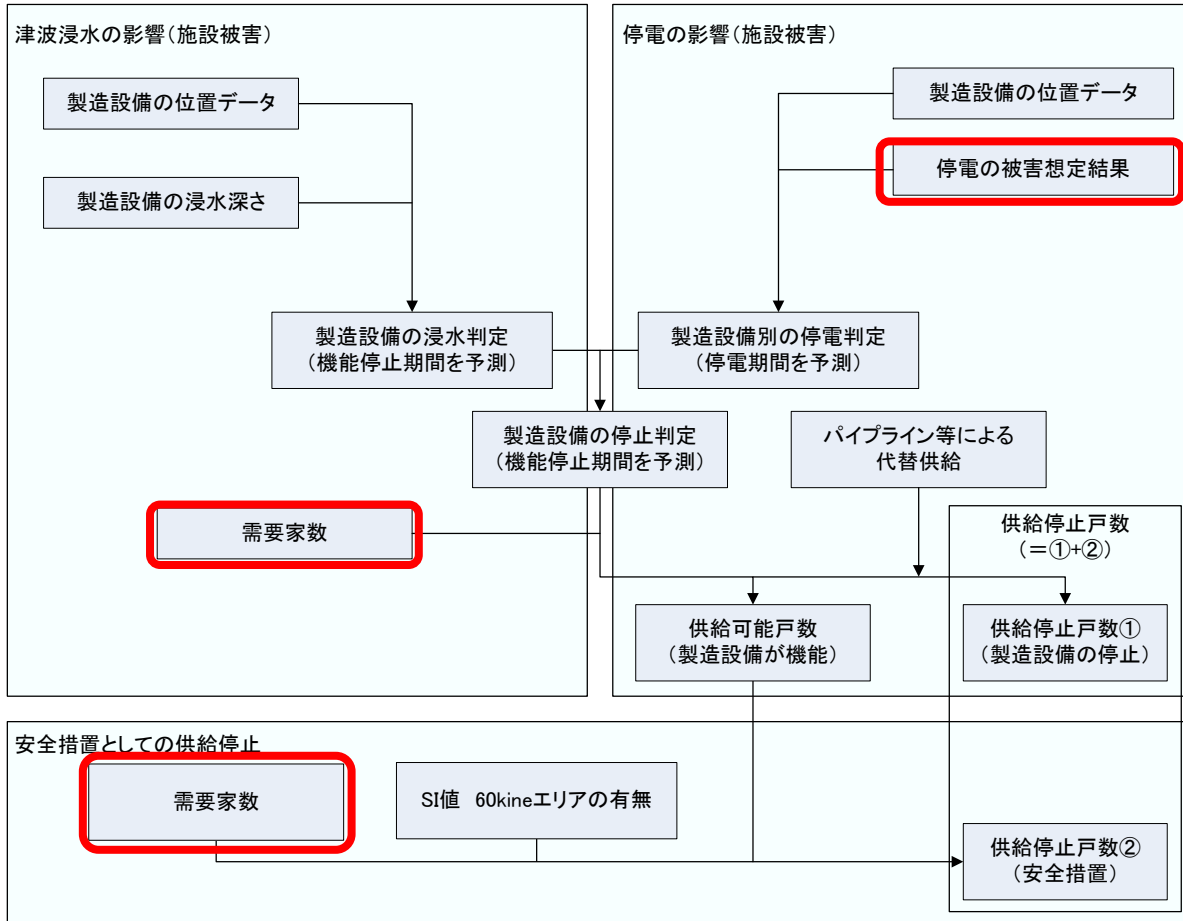 津波浸水の影響(施設被害)
製造設備の位置データ
製造設備の浸水深さ
製造設備の浸水判定
(機能停止期間を予測)
停電の影響(施設被害)
製造設備の位置データ
停電の被害想定結果
製造設備別の停電判定
(停電期間を予測)
製造設備の停止判定
(機能停止期間を予測)
パイプライン等による
代替供給
需要家数
供給停止戸数
(=①+②)
供給可能戸数
(製造設備が機能)
供給停止戸数①
(製造設備の停止)
安全措置としての供給停止
需要家数
SI値 60kineエリアの有無
供給停止戸数②
(安全措置)